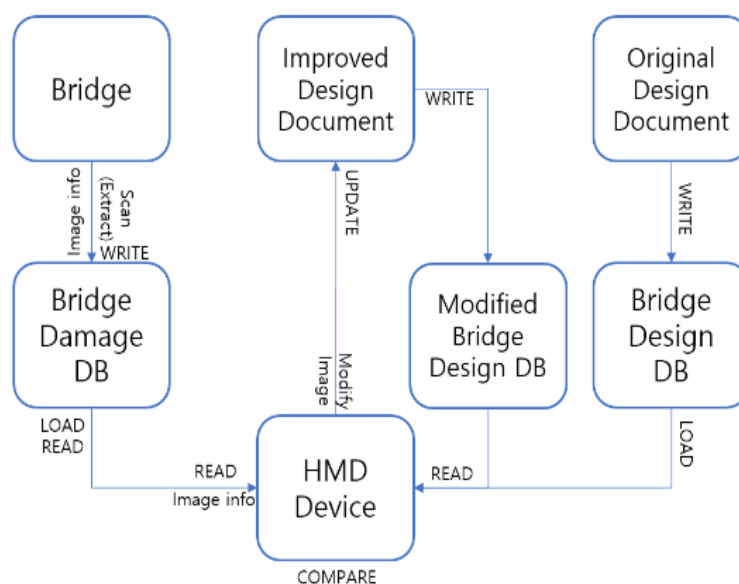 Bridge
Improved
Design
Document
Original
Design
Document
WRITE
Image info
Scan
(Extract)
WRITE
UPDATE
WRITE
Bridge
Damage
DB
Modified
Bridge
Design DB
Bridge
Design
DB
Modify
Image
LOAD
READ
LOAD
READ
Image info
HMD
Device
READ
COMPARE